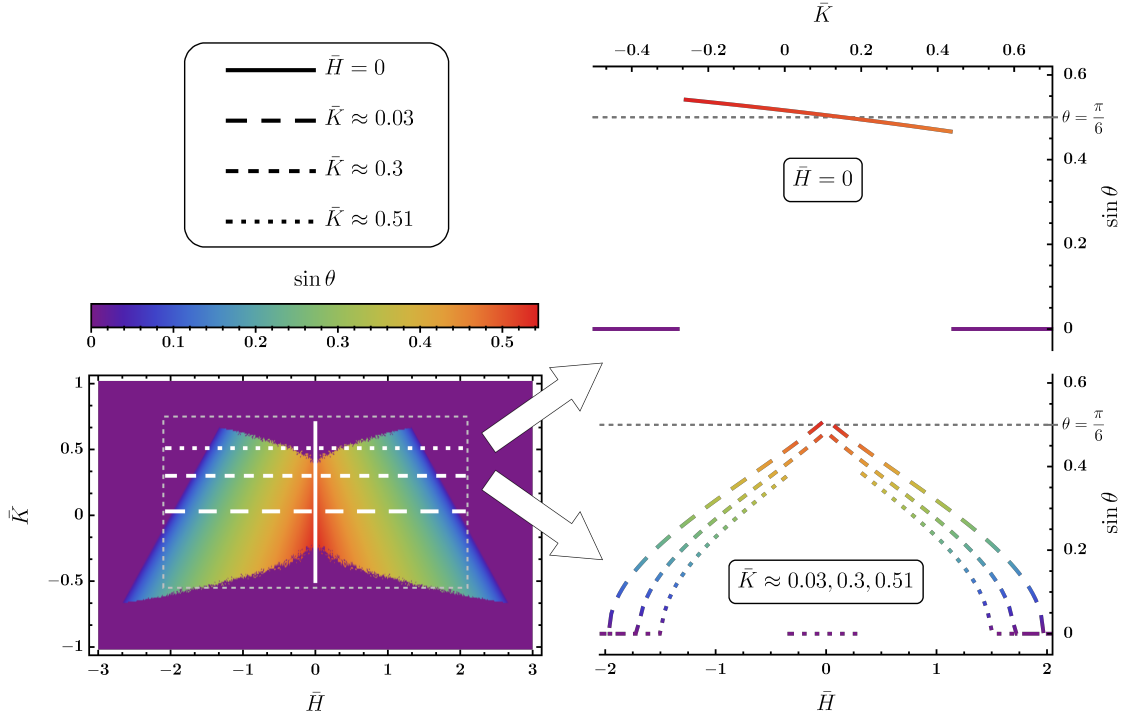 H̄ = 0
K̄ ≈ 0.03
K̄ ≈ 0.3
K̄ ≈ 0.51
sin θ
0 0.1 0.2 0.3 0.4 0.5
1
0.5
0
−0.5
−1
K̄
−3 −2 −1 0 1 2 3
H̄
K̄
−0.4 −0.2 0 0.2 0.4 0.6
0.6
θ = π/6
0.4
0.2
0
sin θ
H̄ = 0
0.6
θ = π/6
0.4
0.2
0
sin θ
K̄ ≈ 0.03, 0.3, 0.51
−2 −1 0 1 2
H̄